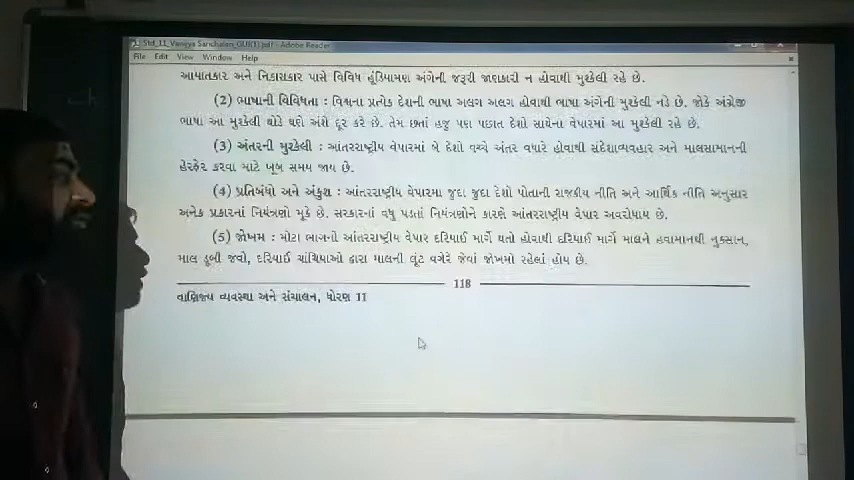 Std_11_Vanijya Sanchalan_GUJ(1).pdf - Adobe Reader
File Edit View Window Help
આયાતકાર અને નિકાસકાર પાસે વિવિધ હૂંડિયામણ અંગેની જરૂરી જાણકારી ન હોવાથી મુશ્કેલી રહે છે.
(2) ભાષાની વિવિધતા : વિશ્વના પ્રત્યેક દેશની ભાષા અલગ અલગ હોવાથી ભાષા અંગેની મુશ્કેલી નડે છે. જોકે અંગ્રેજી
ભાષા આ મુશ્કેલી થોડે ઘણે અંશે દૂર કરે છે. તેમ છતાં હજુ પણ પછાત દેશો સાથેના વેપારમાં આ મુશ્કેલી રહે છે.
(3) અંતરની મુશ્કેલી : આંતરરાષ્ટ્રીય વેપારમાં બે દેશો વચ્ચે અંતર વધારે હોવાથી સંદેશાવ્યવહાર અને માલસામાનની
હેરફેર કરવા માટે ખૂબ સમય જાય છે.
(4) પ્રતિબંધો અને અંકુશ : આંતરરાષ્ટ્રીય વેપારમા જુદા જુદા દેશો પોતાની રાજકીય નીતિ અને આર્થિક નીતિ અનુસાર
અનેક પ્રકારનાં નિયંત્રણો મૂકે છે. સરકારનાં વધુ પડતાં નિયંત્રણોને કારણે આંતરરાષ્ટ્રીય વેપાર અવરોધાય છે.
(5) જોખમ : મોટા ભાગનો આંતરરાષ્ટ્રીય વેપાર દરિયાઈ માર્ગે થતો હોવાથી દરિયાઈ માર્ગે માલને હવામાનથી નુક્સાન,
માલ ડૂબી જવો, દરિયાઈ ચાંચિયાઓ દ્વારા માલની લૂંટ વગેરે જેવાં જોખમો રહેલાં હોય છે.
118
વાણિજ્ય વ્યવસ્થા અને સંચાલન, ધોરણ 11